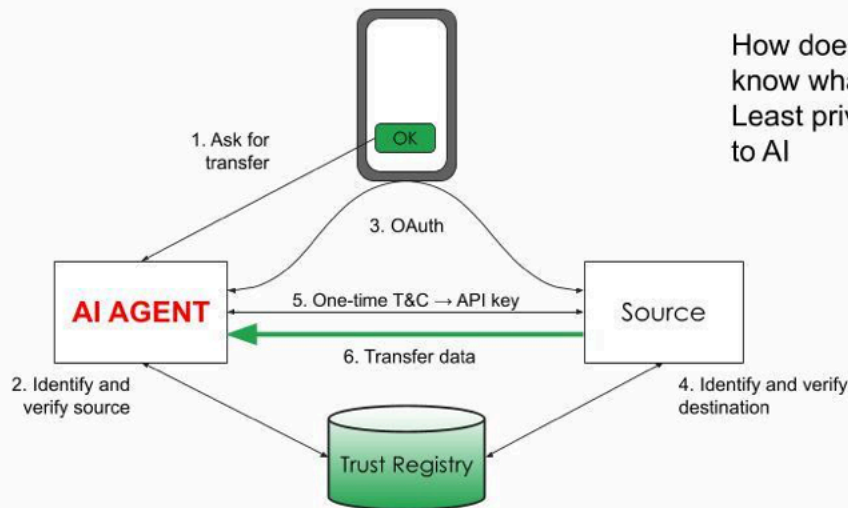 How doe
know wha
Least priv
to AI
OK
1. Ask for
transfer
3. OAuth
AI AGENT
5. One-time T&C → API key
Source
6. Transfer data
2. Identify and
verify source
4. Identify and verify
destination
Trust Registry